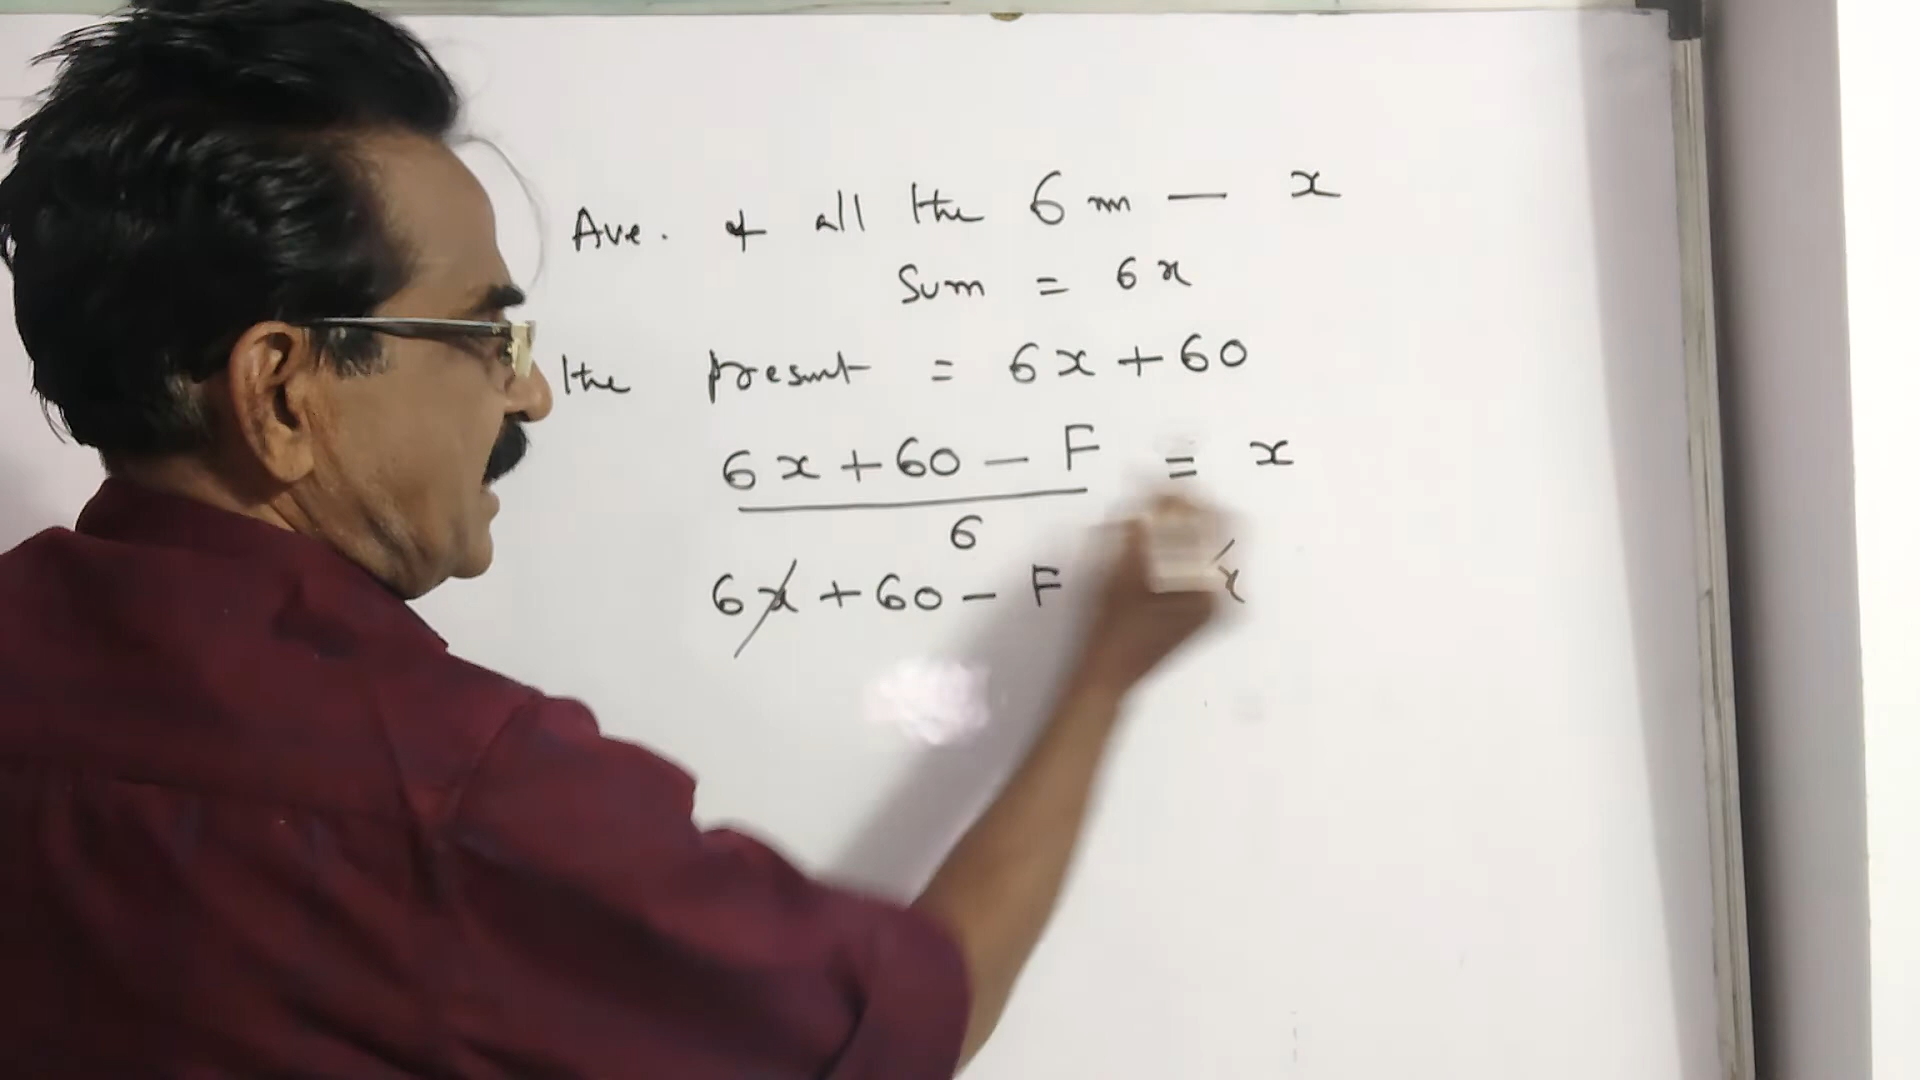 Ave. of all the 6 m — x
Sum = 6x
the present = 6x + 60
6x + 60 − F = x
6
6x + 60 − F x